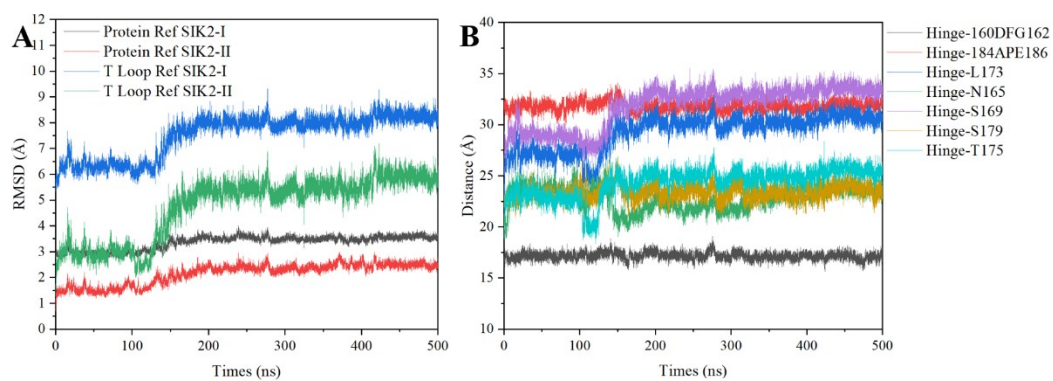 A
Protein Ref SIK2-I
Protein Ref SIK2-II
T Loop Ref SIK2-I
T Loop Ref SIK2-II
RMSD (Å)
12
11
10
9
8
7
6
5
4
3
2
1
0
0
100
200
300
400
500
Times (ns)
B
Distance (Å)
40
35
30
25
20
15
10
0
100
200
300
400
500
Times (ns)
Hinge-160DFG162
Hinge-184APE186
Hinge-L173
Hinge-N165
Hinge-S169
Hinge-S179
Hinge-T175